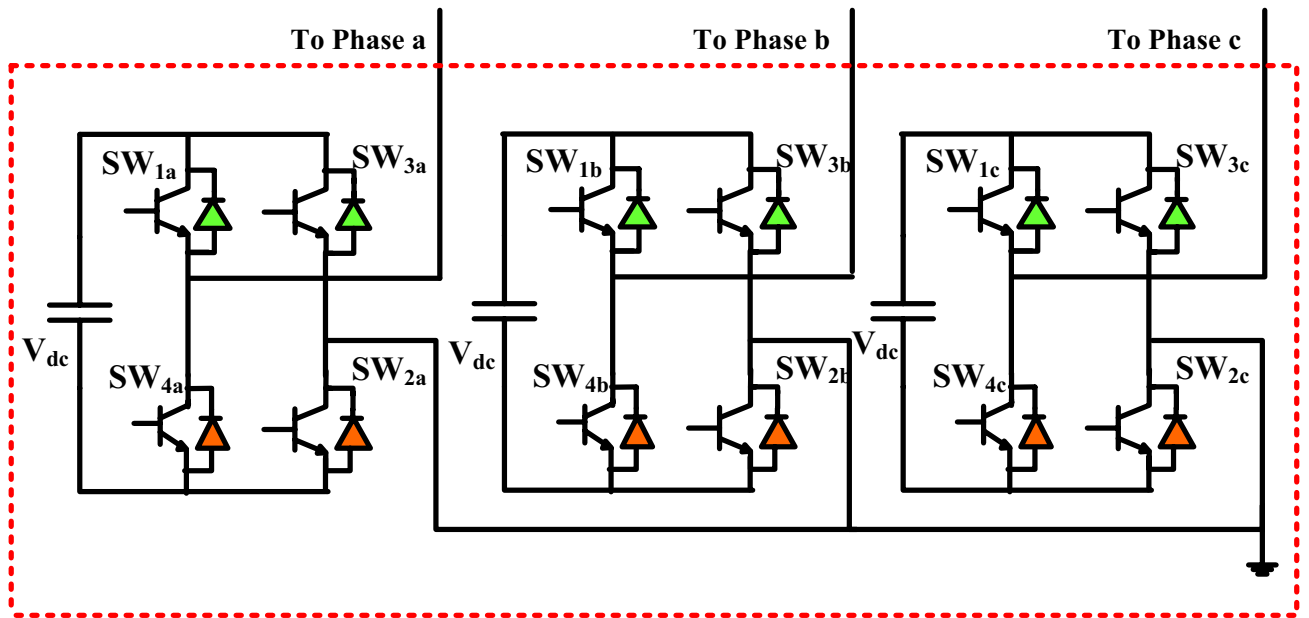 To Phase a To Phase b To Phase c
SW1a SW3a SW1b SW3b SW1c SW3c
Vdc Vdc Vdc
SW4a SW2a SW4b SW2b SW4c SW2c